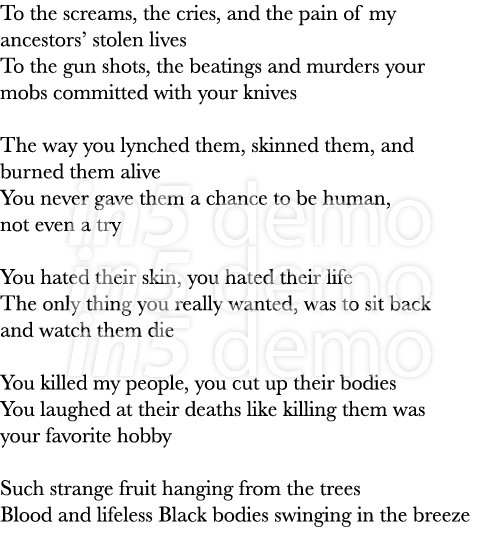 To the screams, the cries, and the pain of my
ancestors’ stolen lives
To the gun shots, the beatings and murders your
mobs committed with your knives
The way you lynched them, skinned them, and
burned them alive
You never gave them a chance to be human,
not even a try
You hated their skin, you hated their life
The only thing you really wanted, was to sit back
and watch them die
You killed my people, you cut up their bodies
You laughed at their deaths like killing them was
your favorite hobby
Such strange fruit hanging from the trees
Blood and lifeless Black bodies swinging in the breeze
in5 demo
in5 demo
in5 demo